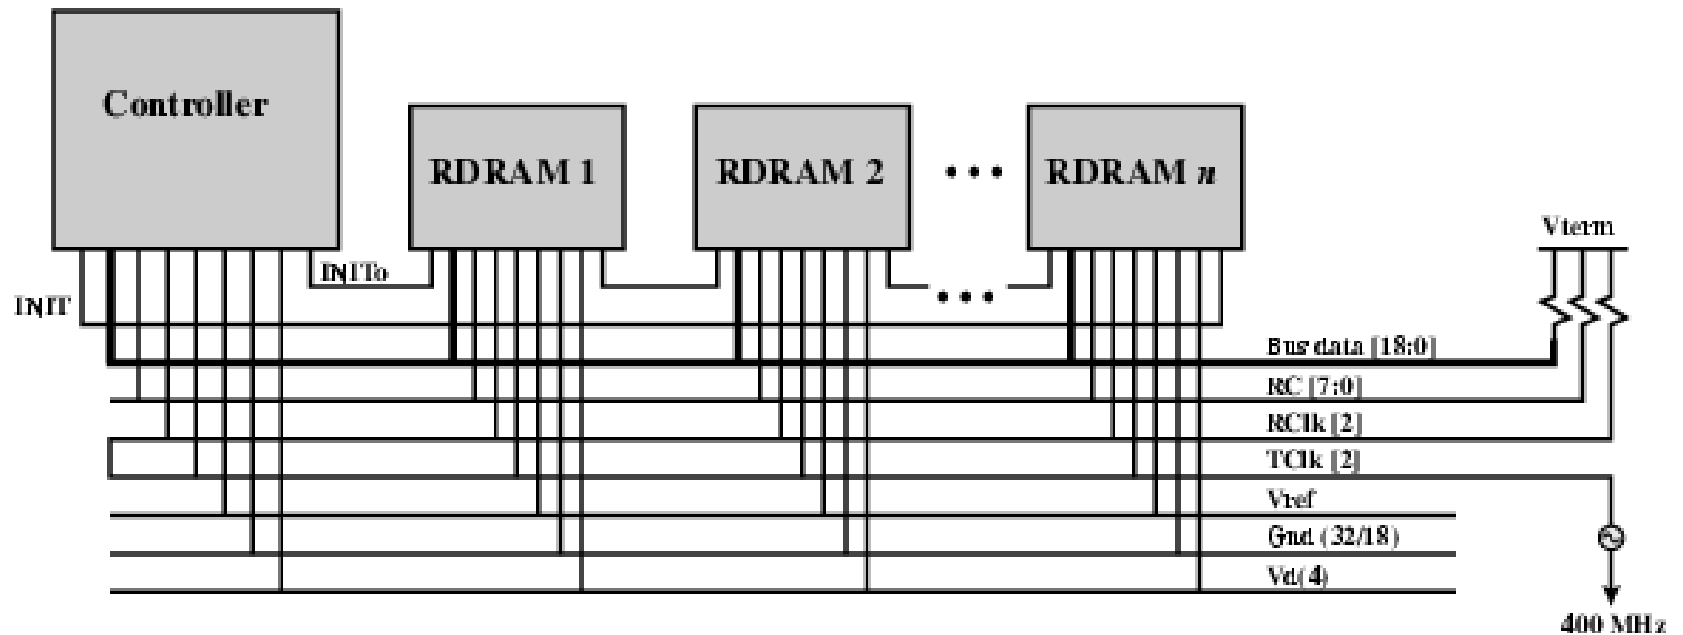 Controller
RDRAM 1
RDRAM 2
• • •
RDRAM n
Vterm
INITo
• • •
INIT
Bus data [18:0]
RC [7:0]
RClk [2]
TClk [2]
Vref
Gnd (32/18)
Vd(4)
400 MHz